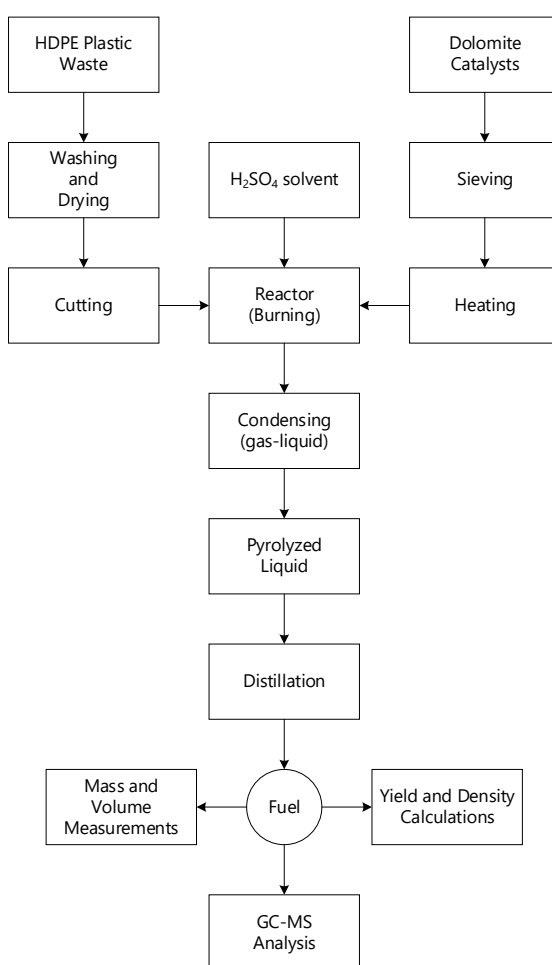 HDPE Plastic
Waste
Dolomite
Catalysts
Washing
and
Drying
H₂SO₄ solvent
Sieving
Cutting
Reactor
(Burning)
Heating
Condensing
(gas-liquid)
Pyrolyzed
Liquid
Distillation
Mass and
Volume
Measurements
Fuel
Yield and Density
Calculations
GC-MS
Analysis